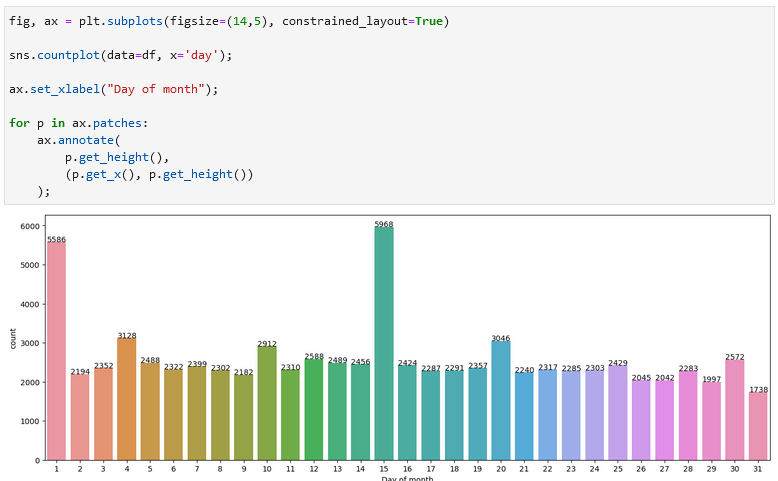 fig, ax = plt.subplots(figsize=(14,5), constrained_layout=True)
sns.countplot(data=df, x='day');
ax.set_xlabel("Day of month");
for p in ax.patches:
    ax.annotate(
        p.get_height(),
        (p.get_x(), p.get_height())
    );
6000
5000
4000
3000
2000
1000
0
count
5586 2194 2352 3128 2488 2322 2399 2302 2182 2912 2310 2588 2489 2456 5968 2424 2287 2291 2357 3046 2240 2317 2285 2303 2429 2045 2042 2283 1997 2572 1738
1 2 3 4 5 6 7 8 9 10 11 12 13 14 15 16 17 18 19 20 21 22 23 24 25 26 27 28 29 30 31
Day of month